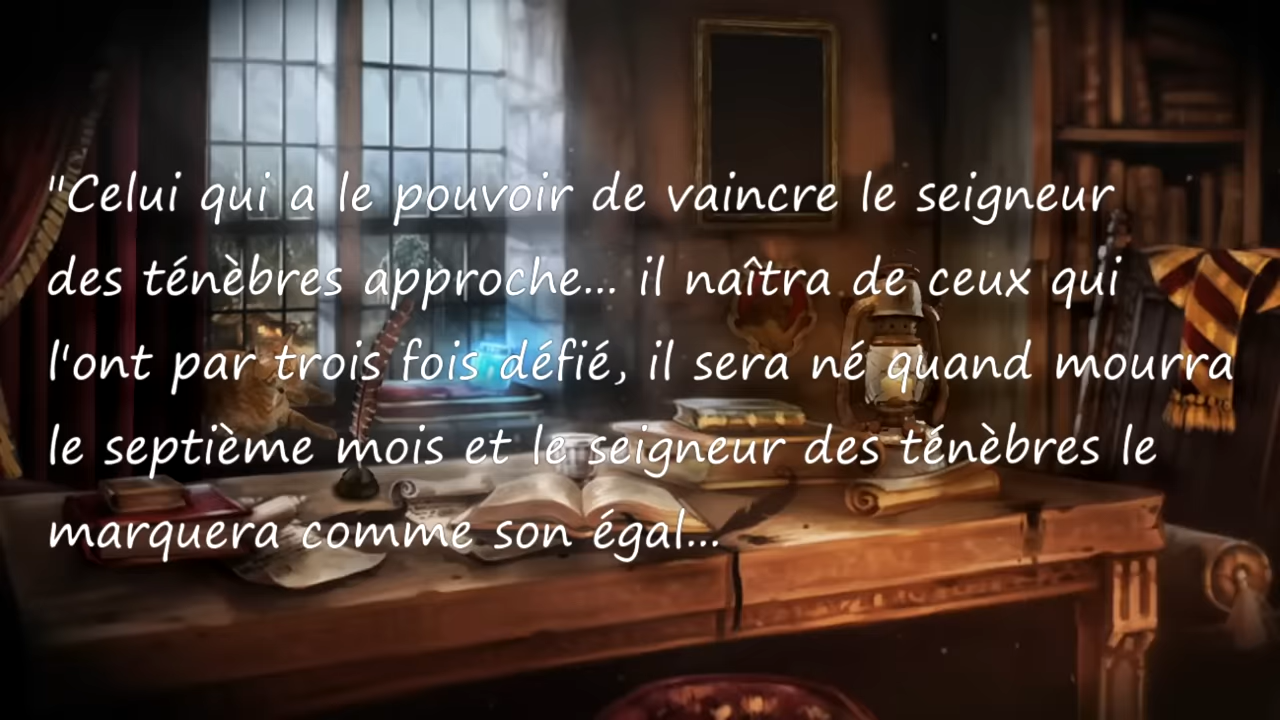 "Celui qui a le pouvoir de vaincre le seigneur
des ténèbres approche... il naîtra de ceux qui
l'ont par trois fois défié, il sera né quand mourra
le septième mois et le seigneur des ténèbres le
marquera comme son égal...